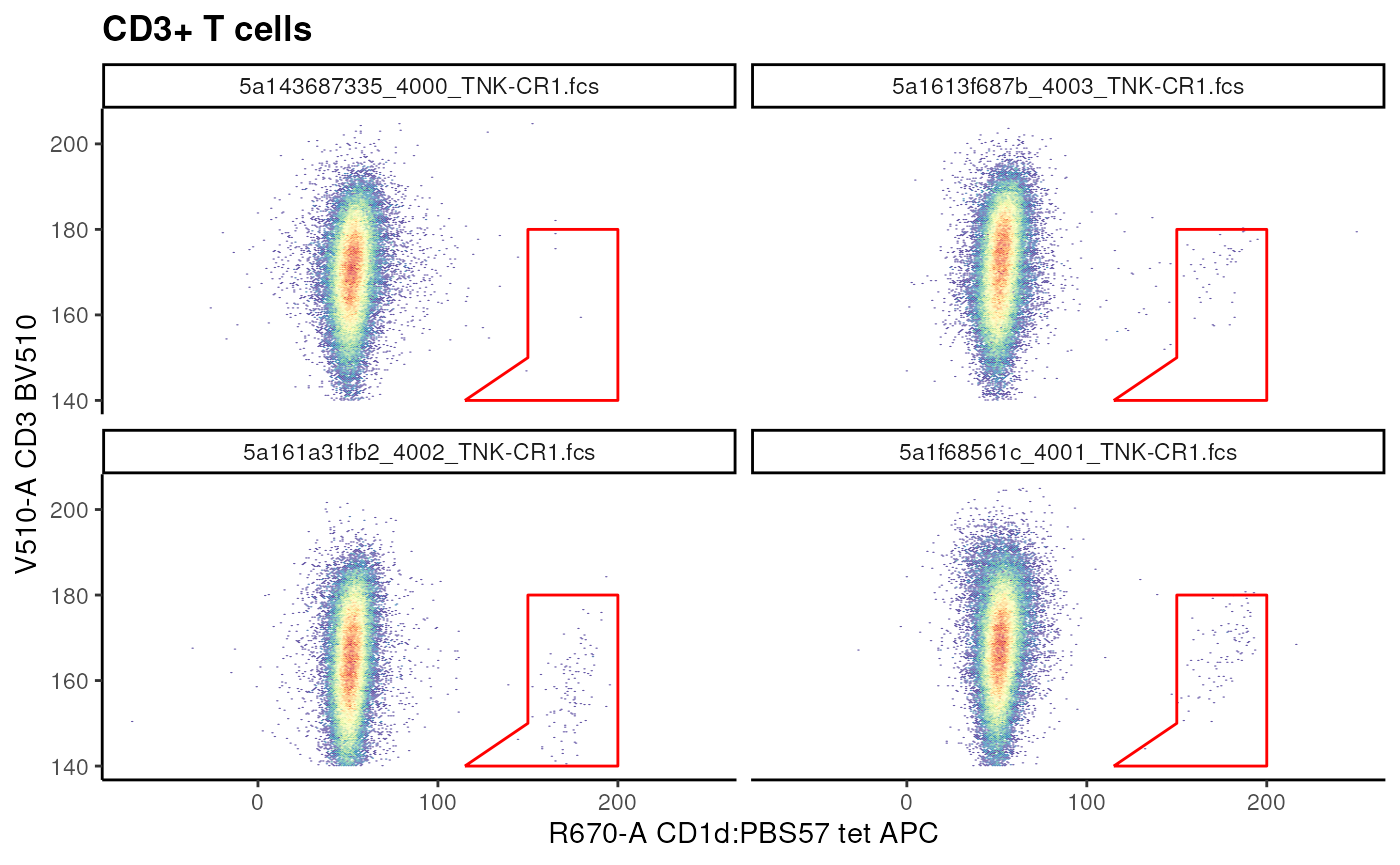 CD3+ T cells
5a143687335_4000_TNK-CR1.fcs
5a1613f687b_4003_TNK-CR1.fcs
200
180
160
140
5a161a31fb2_4002_TNK-CR1.fcs
5a1f68561c_4001_TNK-CR1.fcs
200
180
160
140
V510-A CD3 BV510
0
100
200
0
100
200
R670-A CD1d:PBS57 tet APC